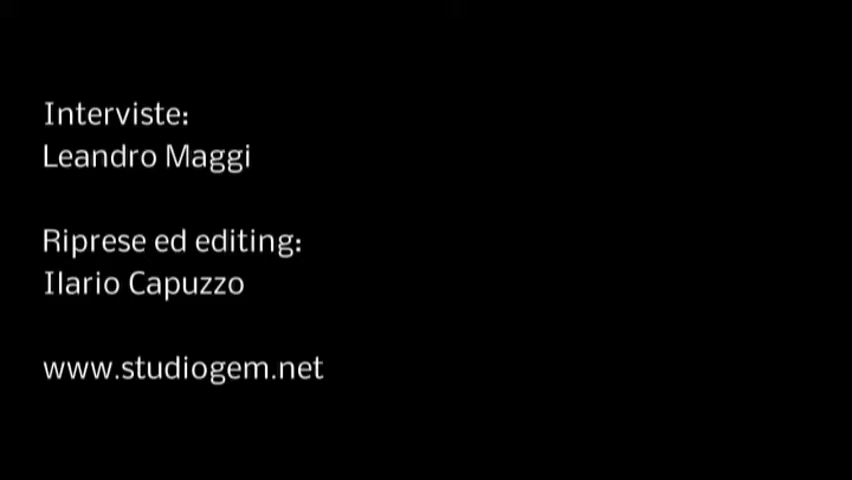 Interviste:
Leandro Maggi
Riprese ed editing:
Ilario Capuzzo
www.studiogem.net